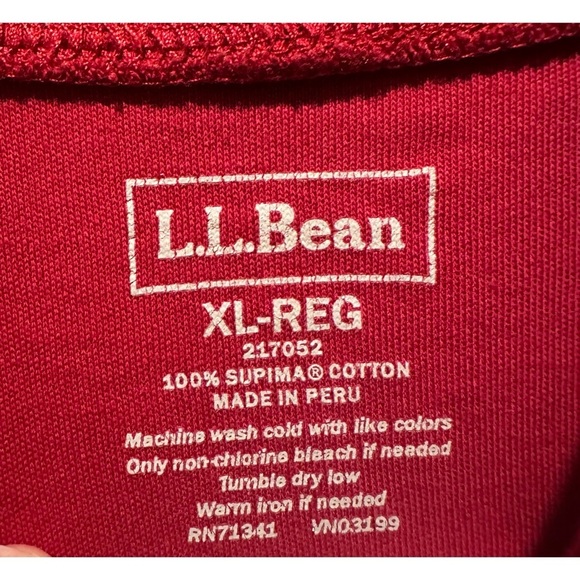 L.L.Bean
XL-REG
217052
100% SUPIMA® COTTON
MADE IN PERU
Machine wash cold with like colors
Only non-chlorine bleach if needed
Tumble dry low
Warm iron if needed
RN71341 VN03199